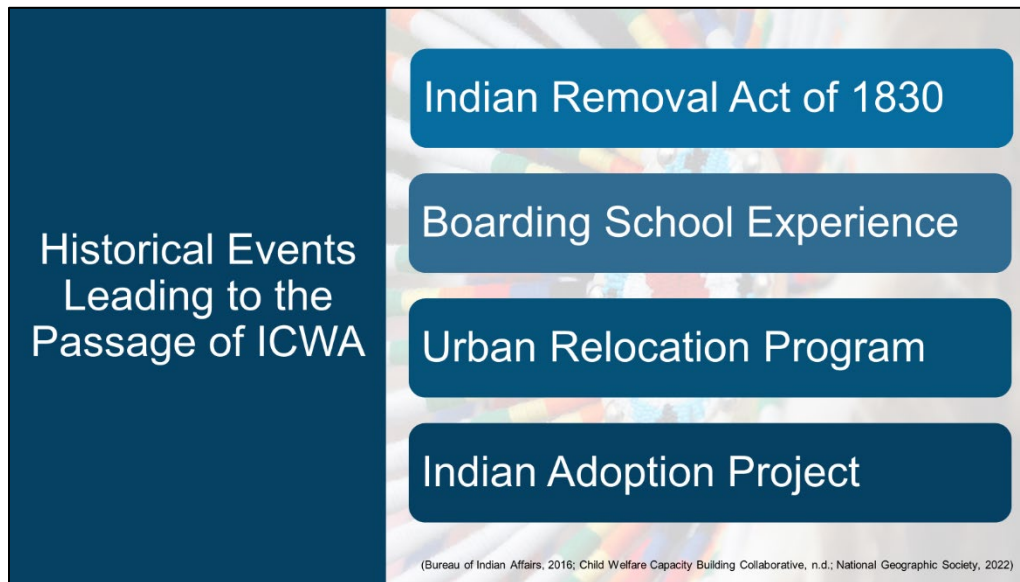 Historical Events
Leading to the
Passage of ICWA
Indian Removal Act of 1830
Boarding School Experience
Urban Relocation Program
Indian Adoption Project
(Bureau of Indian Affairs, 2016; Child Welfare Capacity Building Collaborative, n.d.; National Geographic Society, 2022)